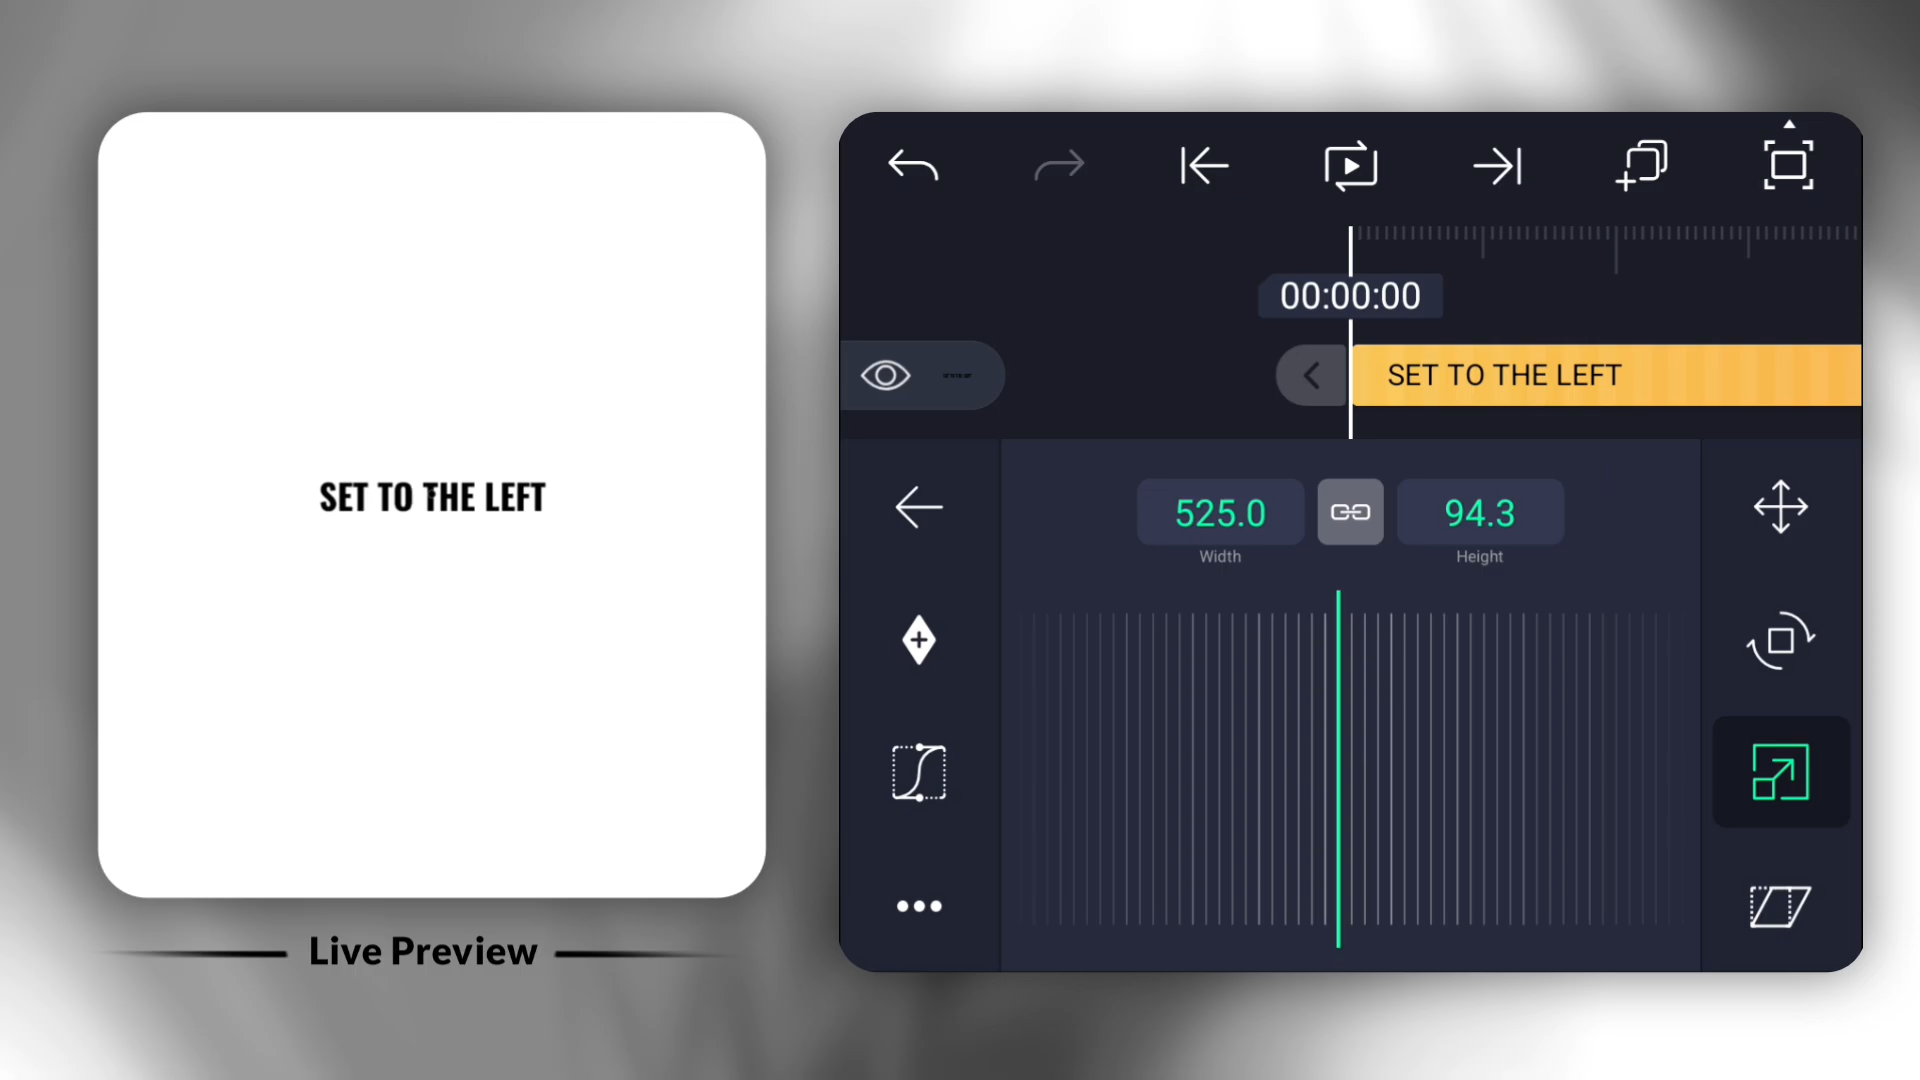 SET TO THE LEFT
Live Preview
00:00:00
SET TO THE LEFT
525.0
94.3
Width
Height